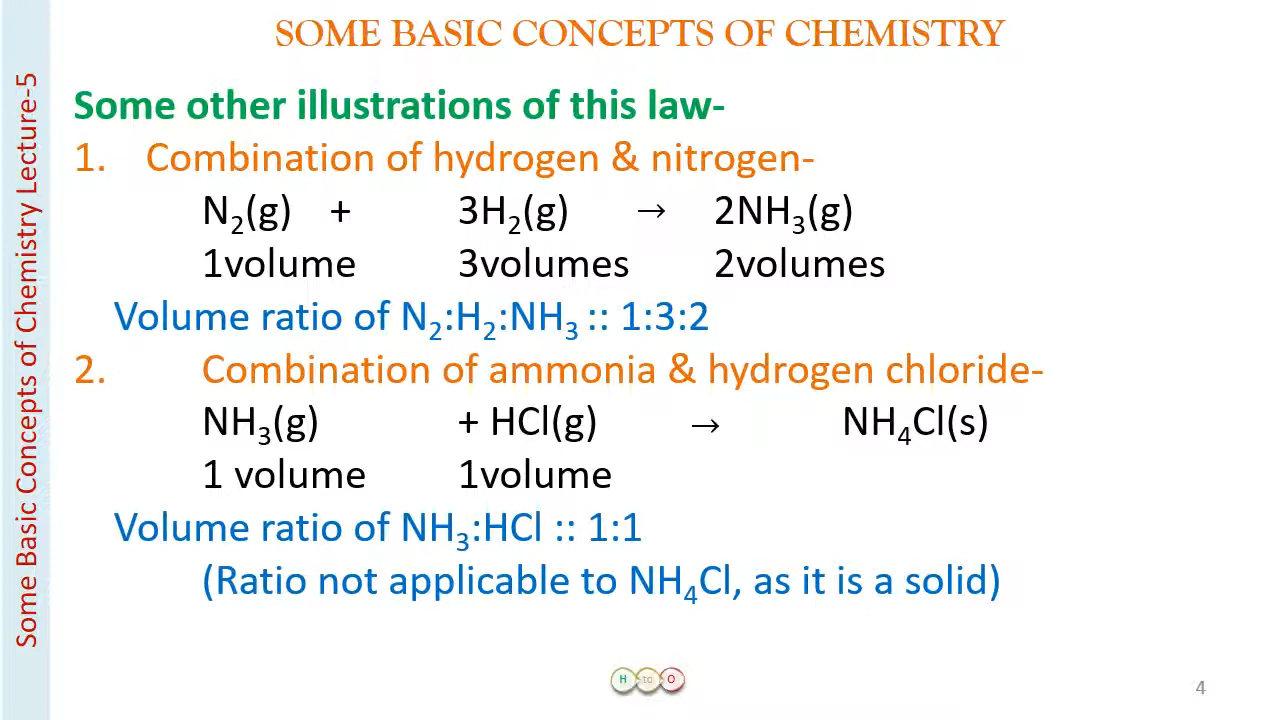 SOME BASIC CONCEPTS OF CHEMISTRY
Some Basic Concepts of Chemistry Lecture-5
Some other illustrations of this law-
1. Combination of hydrogen & nitrogen-
N₂(g) + 3H₂(g) → 2NH₃(g)
1volume 3volumes 2volumes
Volume ratio of N₂:H₂:NH₃ :: 1:3:2
2. Combination of ammonia & hydrogen chloride-
NH₃(g) + HCl(g) → NH₄Cl(s)
1 volume 1volume
Volume ratio of NH₃:HCl :: 1:1
(Ratio not applicable to NH₄Cl, as it is a solid)
H to O
4